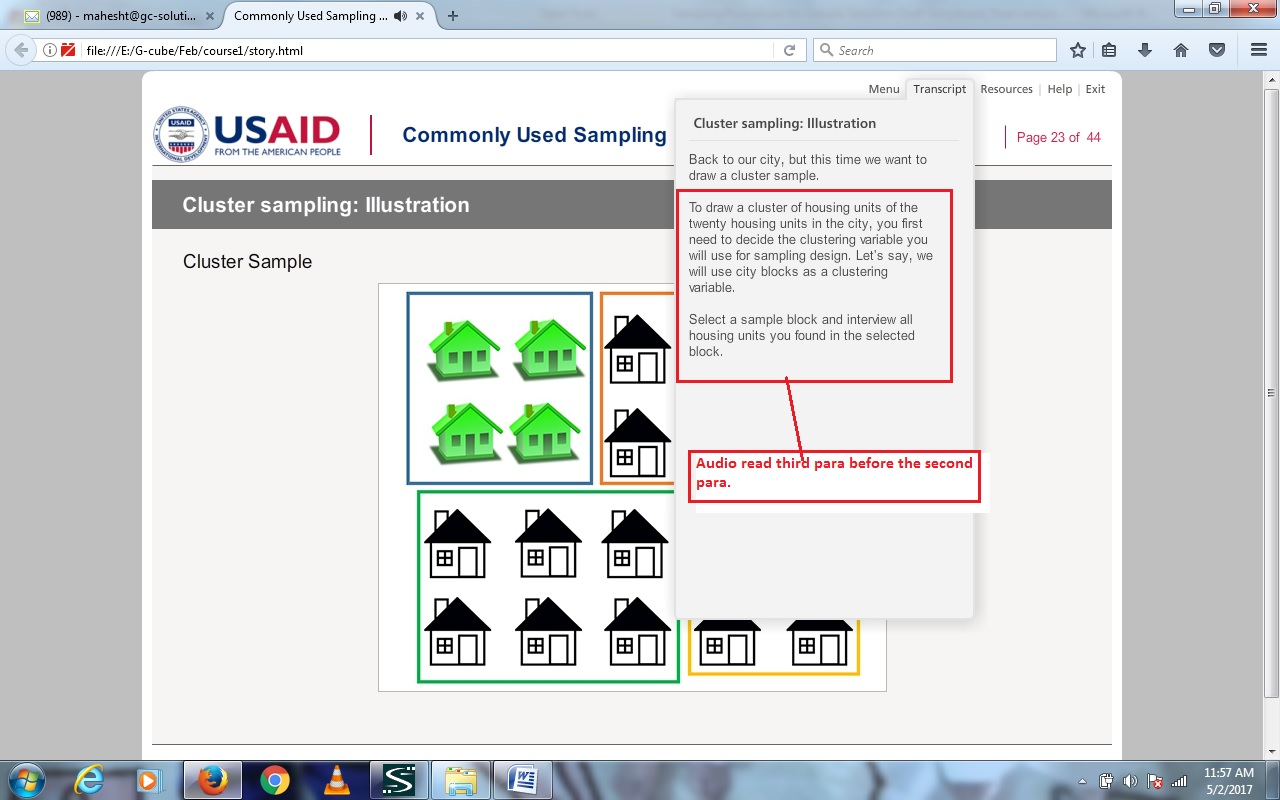 (989) - mahesht@gc-soluti...
Commonly Used Sampling ...
file:///E:/G-cube/Feb/course1/story.html
Search
Menu Transcript Resources | Help | Exit
USAID
FROM THE AMERICAN PEOPLE
Commonly Used Sampling
Page 23 of 44
Cluster sampling: Illustration
Cluster Sample
Cluster sampling: Illustration
Back to our city, but this time we want to
draw a cluster sample.
To draw a cluster of housing units of the
twenty housing units in the city, you first
need to decide the clustering variable you
will use for sampling design. Let's say, we
will use city blocks as a clustering
variable.
Select a sample block and interview all
housing units you found in the selected
block.
Audio read third para before the second
para.
11:57 AM
5/2/2017